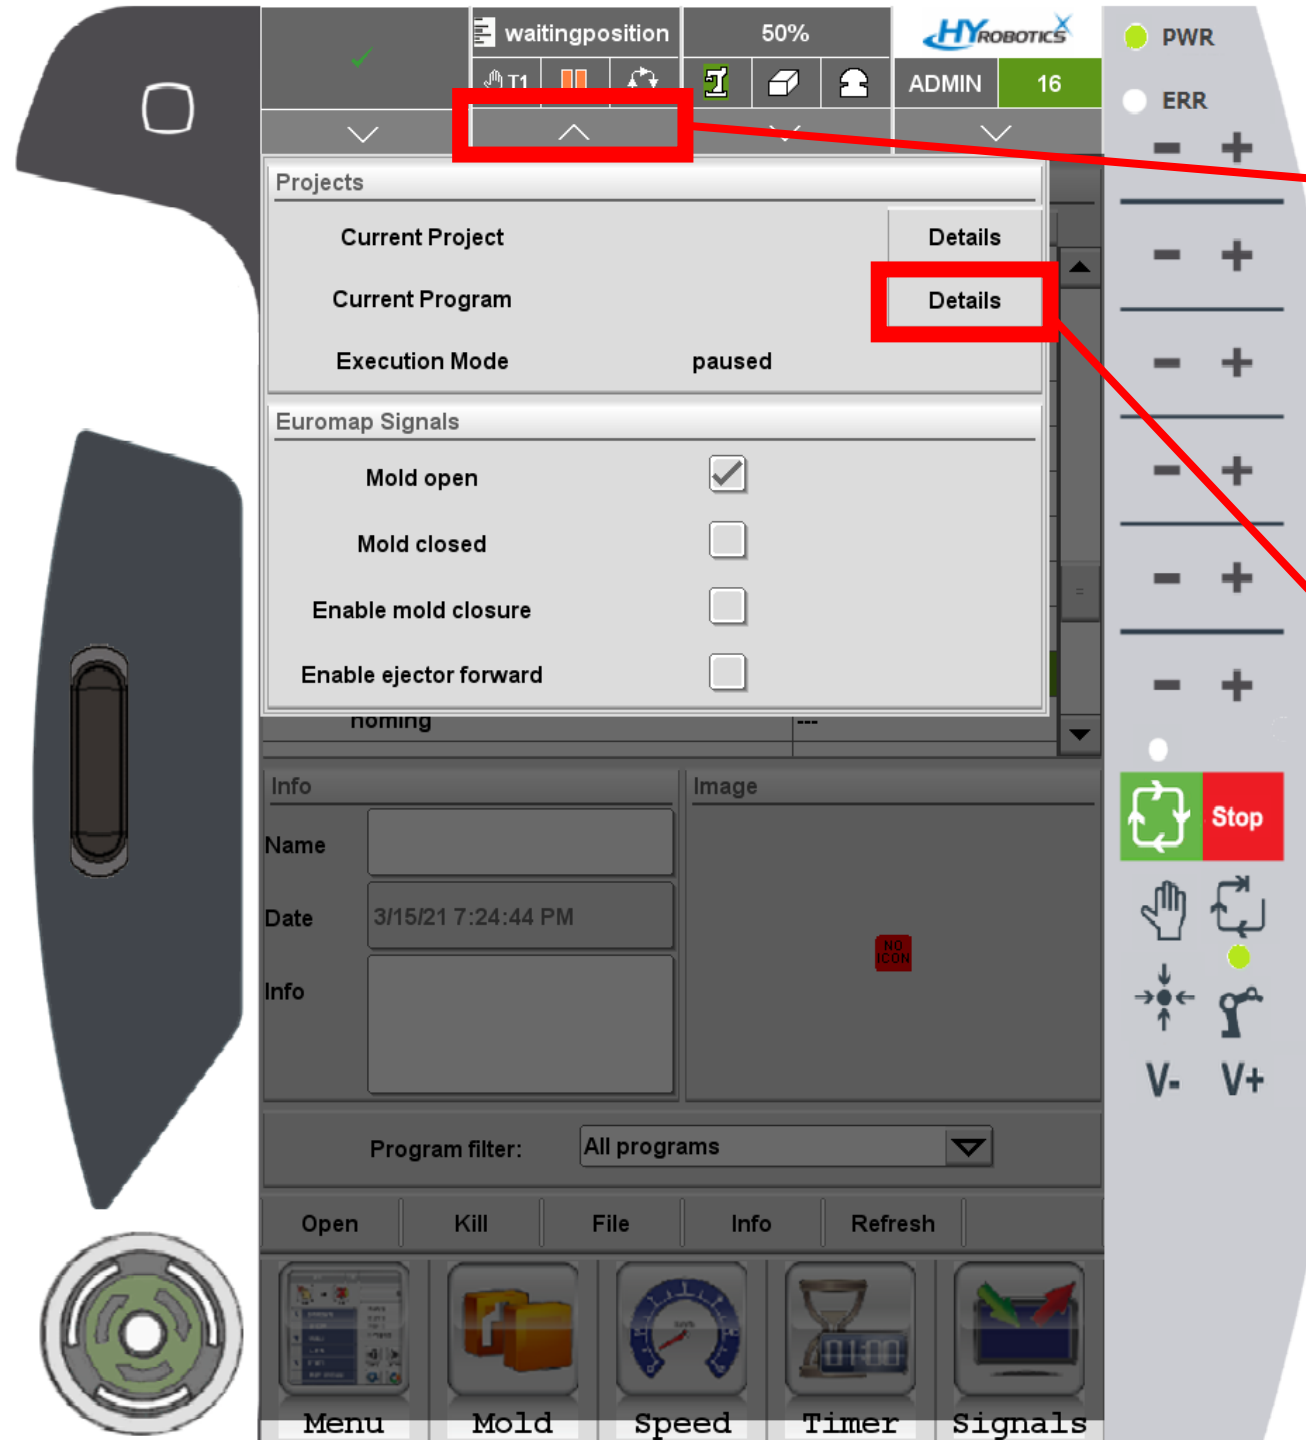 waitingposition
50%
HYROBOTICS
PWR
T1
ADMIN
16
ERR
Projects
Current Project
Details
Current Program
Details
Execution Mode
paused
Euromap Signals
Mold open
Mold closed
Enable mold closure
Enable ejector forward
homing
---
Info
Image
Name
Date
3/15/21 7:24:44 PM
Info
NO
ICON
Stop
V-
V+
Program filter:
All programs
Open
Kill
File
Info
Refresh
01:00
Menu
Mold
Speed
Timer
Signals